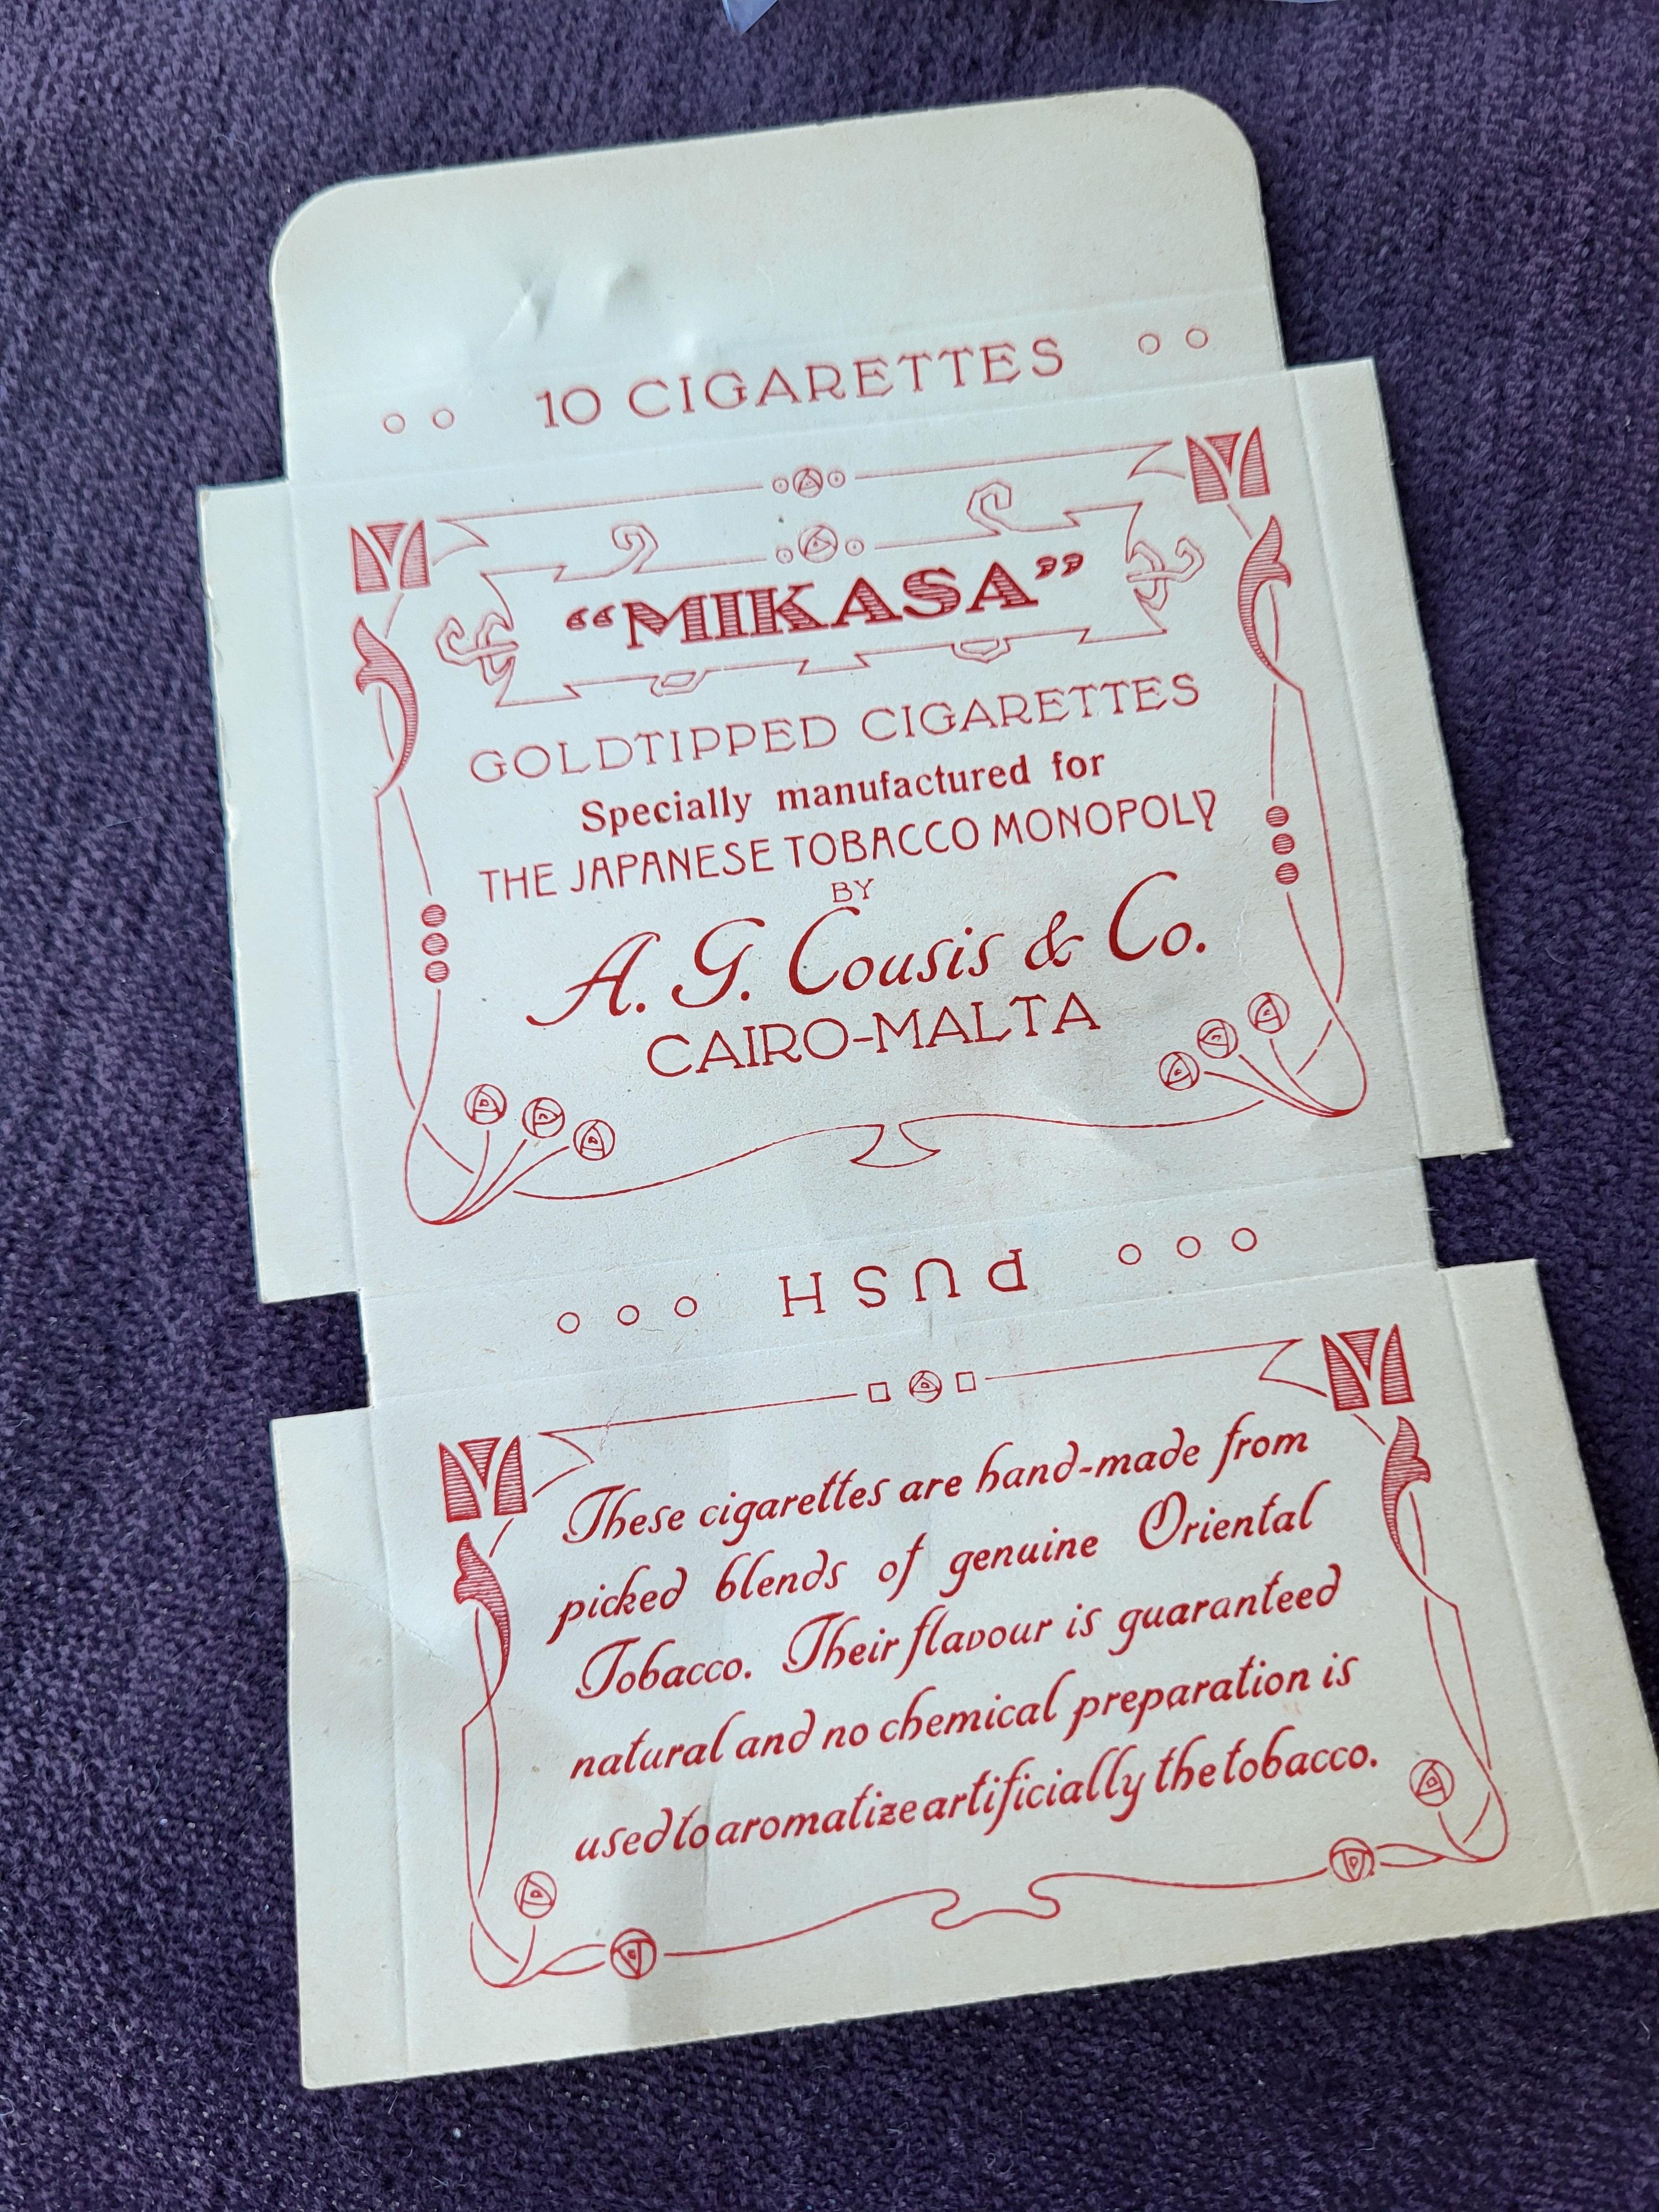 10 CIGARETTES
“MIKASA”
GOLDTIPPED CIGARETTES
Specially manufactured for
THE JAPANESE TOBACCO MONOPOLY
BY
A. G. Cousis & Co.
CAIRO-MALTA
PUSH
These cigarettes are hand-made from
picked blends of genuine Oriental
Tobacco. Their flavour is guaranteed
natural and no chemical preparation is
used to aromatize artificially the tobacco.